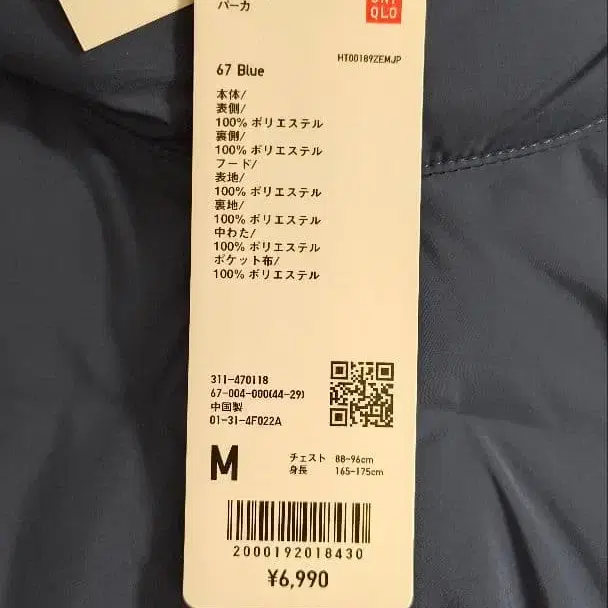 パーカ
UNI
QLO
HT00189ZEMJP
67 Blue
本体/
表側/
100% ポリエステル
裏側/
100% ポリエステル
フード/
表地/
100% ポリエステル
裏地/
100% ポリエステル
中わた/
100% ポリエステル
ポケット布/
100% ポリエステル
311-470118
67-004-000(44-29)
中国製
01-31-4F022A
M
チェスト 88-96cm
身長 165-175cm
2000192018430
¥6,990